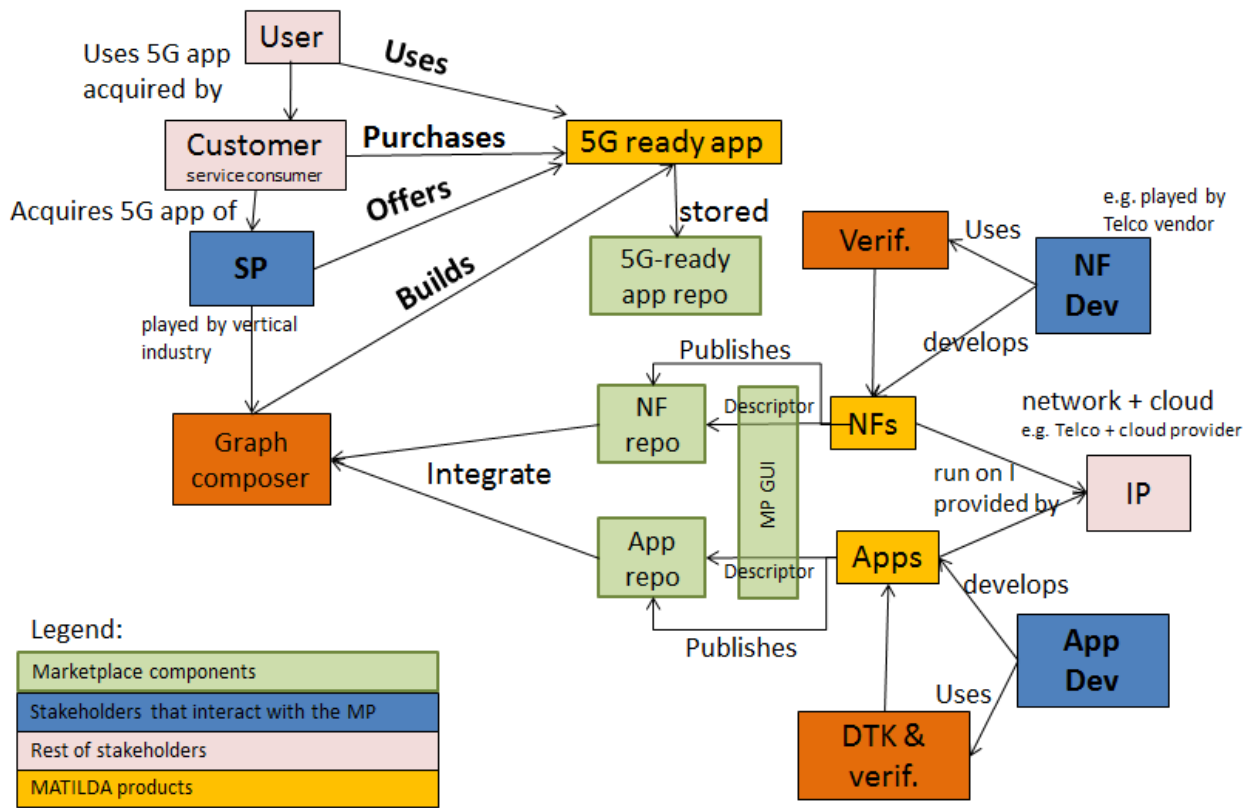 User
Uses 5G app
acquired by
Uses
Customer
service consumer
Purchases
5G ready app
Acquires 5G app of
Offers
stored
SP
Builds
5G-ready
app repo
played by vertical
industry
e.g. played by
Telco vendor
Verif.
Uses
NF
Dev
develops
Publishes
NF
repo
Descriptor
NFs
network + cloud
e.g. Telco + cloud provider
Graph
composer
Integrate
MP GUI
run on I
provided by
IP
App
repo
Descriptor
Apps
develops
Publishes
App
Dev
Uses
DTK &
verif.
Legend:
Marketplace components
Stakeholders that interact with the MP
Rest of stakeholders
MATILDA products